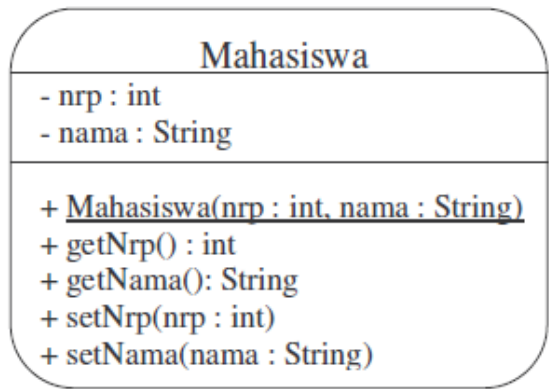 Mahasiswa
- nrp : int
- nama : String
+ Mahasiswa(nrp : int, nama : String)
+ getNrp() : int
+ getNama(): String
+ setNrp(nrp : int)
+ setNama(nama : String)